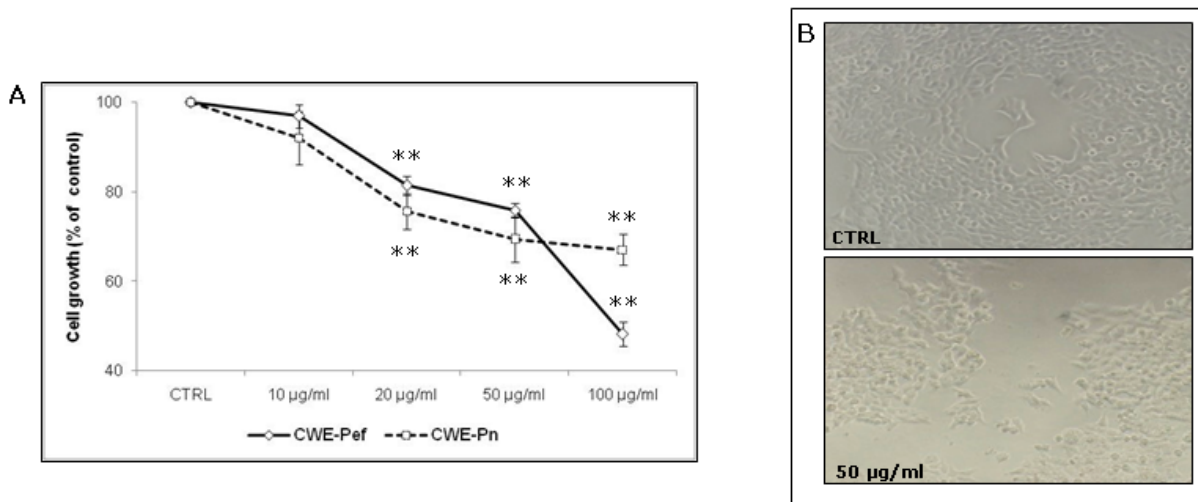 A
Cell growth (% of control)
100
80
60
40
** **
** ** **
**
CTRL 10 µg/ml 20 µg/ml 50 µg/ml 100 µg/ml
CWE-Pef CWE-Pn
B
CTRL
50 µg/ml